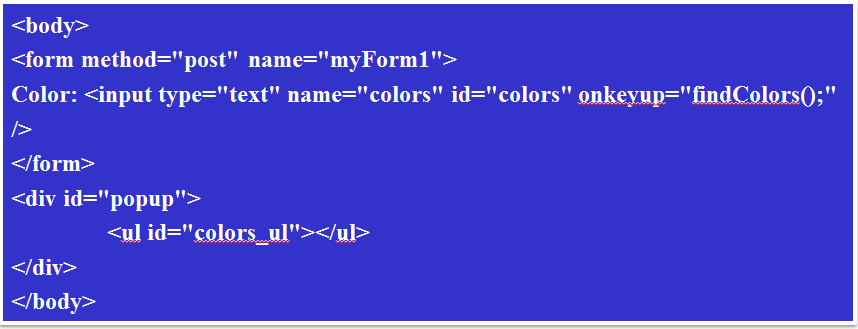 <body>
<form method="post" name="myForm1">
Color: <input type="text" name="colors" id="colors" onkeyup="findColors();"
/>
</form>
<div id="popup">
<ul id="colors_ul"></ul>
</div>
</body>